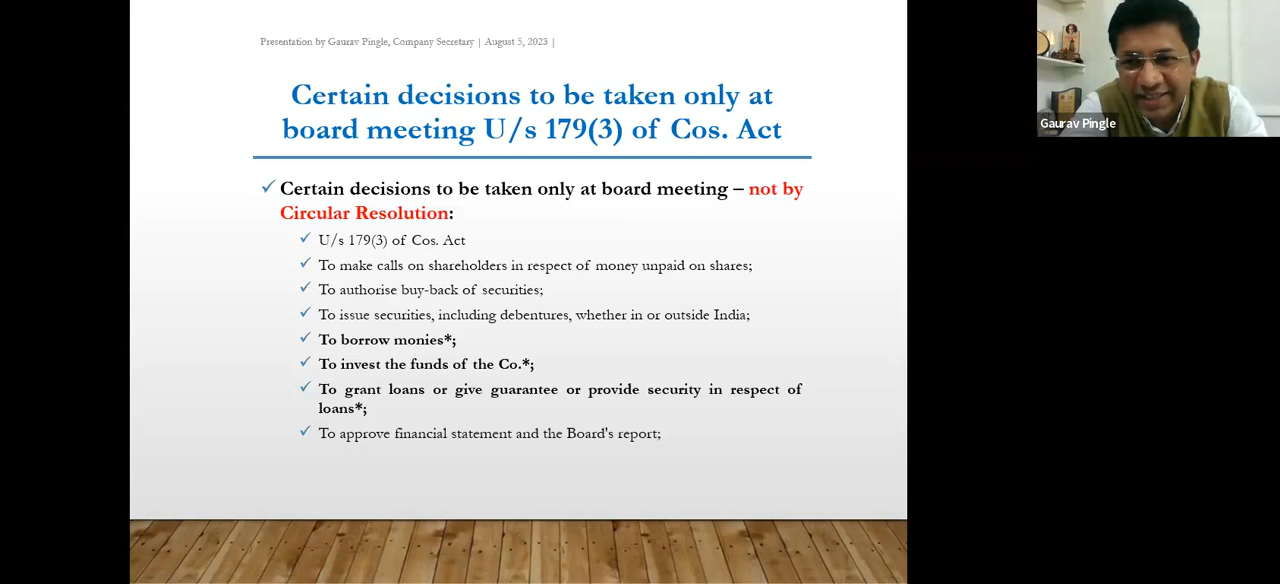 Presentation by Gaurav Pingle, Company Secretary | August 5, 2023 |
Certain decisions to be taken only at
board meeting U/s 179(3) of Cos. Act
Certain decisions to be taken only at board meeting – not by
Circular Resolution:
U/s 179(3) of Cos. Act
To make calls on shareholders in respect of money unpaid on shares;
To authorise buy-back of securities;
To issue securities, including debentures, whether in or outside India;
To borrow monies*;
To invest the funds of the Co.*;
To grant loans or give guarantee or provide security in respect of
loans*;
To approve financial statement and the Board's report;
Gaurav Pingle